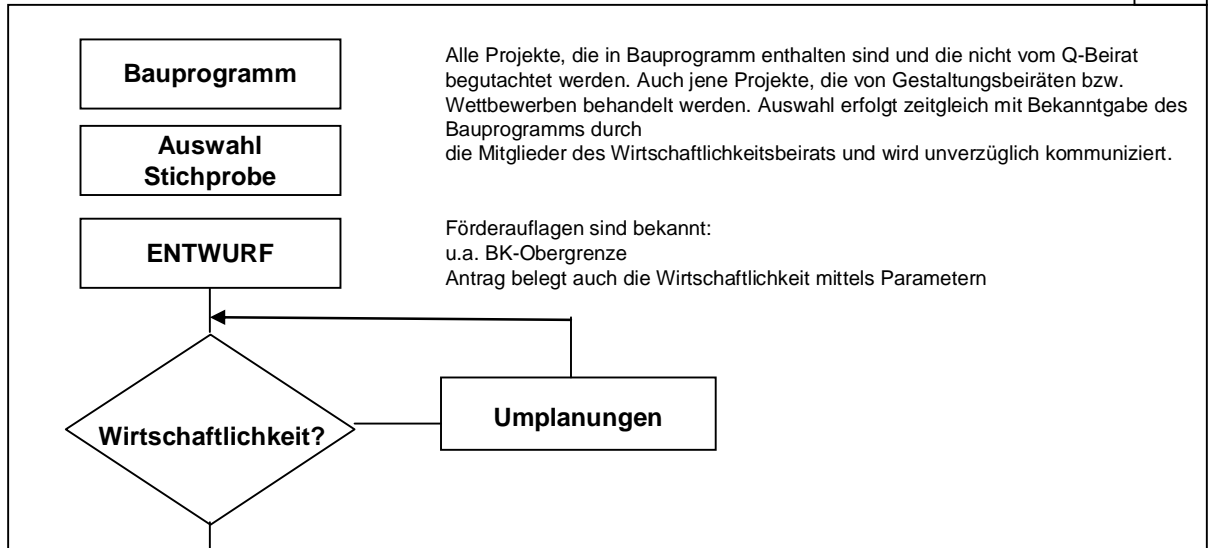 Bauprogramm
Alle Projekte, die in Bauprogramm enthalten sind und die nicht vom Q-Beirat
begutachtet werden. Auch jene Projekte, die von Gestaltungsbeiräten bzw.
Wettbewerben behandelt werden. Auswahl erfolgt zeitgleich mit Bekanntgabe des
Bauprogramms durch
die Mitglieder des Wirtschaftlichkeitsbeirats und wird unverzüglich kommuniziert.
Auswahl
Stichprobe
ENTWURF
Förderauflagen sind bekannt:
u.a. BK-Obergrenze
Antrag belegt auch die Wirtschaftlichkeit mittels Parametern
Wirtschaftlichkeit?
Umplanungen